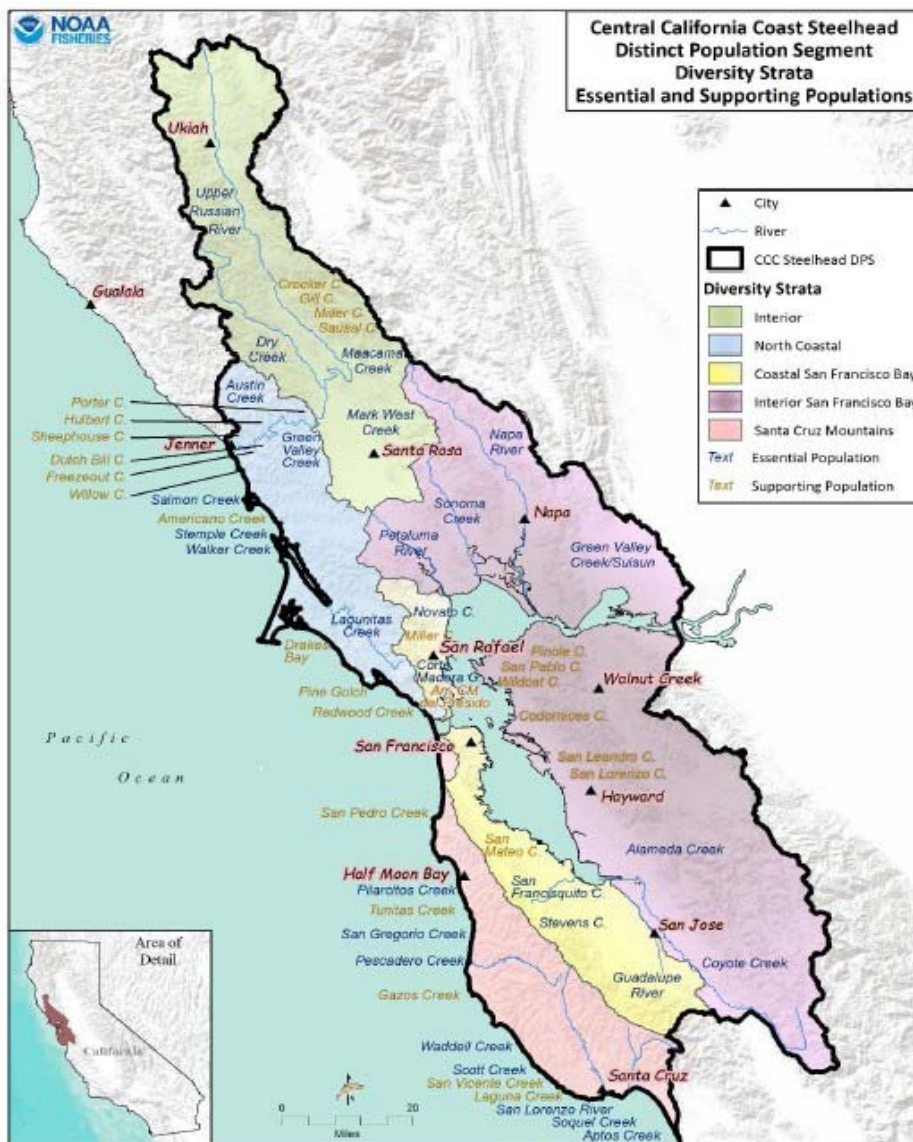 NOAA
FISHERIES
Central California Coast Steelhead
Distinct Population Segment
Diversity Strata
Essential and Supporting Populations
City
River
CCC Steelhead DPS
Diversity Strata
Interior
North Coastal
Coastal San Francisco Bay
Interior San Francisco Bay
Santa Cruz Mountains
Text Essential Population
Text Supporting Population
Ukiah
Upper
Russian
River
Gualala
Crocker C.
Gill C.
Miller C.
Sausal C.
Dry
Creek
Maacama
Creek
Austin
Creek
Porter C.
Hulbert C.
Sheephouse C.
Jenner
Dutch Bill C.
Freezeout C.
Willow C.
Green
Valley
Creek
Mark West
Creek
Santa Rosa
Napa
River
Salmon Creek
Americano Creek
Stemple Creek
Walker Creek
Sonoma
Creek
Napa
Petaluma
River
Green Valley
Creek/Suisun
Lagunitas
Creek
Novato C.
Miller C.
San Rafael
Drakes
Bay
Corte
Madera C.
Pinole C.
San Pablo C.
Wildcat C.
Walnut Creek
Pine Gulch
Arr. CM
del Presido
Redwood Creek
Codornices C.
Pacific
Ocean
San Francisco
San Leandro C.
San Lorenzo C.
Hayward
San Pedro Creek
San
Mateo C.
Alameda Creek
Half Moon Bay
Pilarcitos Creek
San
Francisquito C.
Tunitas Creek
Stevens C.
San Jose
San Gregorio Creek
Pescadero Creek
Coyote Creek
Guadalupe
River
Gazos Creek
Waddell Creek
Scott Creek
San Vicente Creek
Laguna Creek
Santa Cruz
San Lorenzo River
Soquel Creek
Aptos Creek
Area of
Detail
California
0 20
Miles